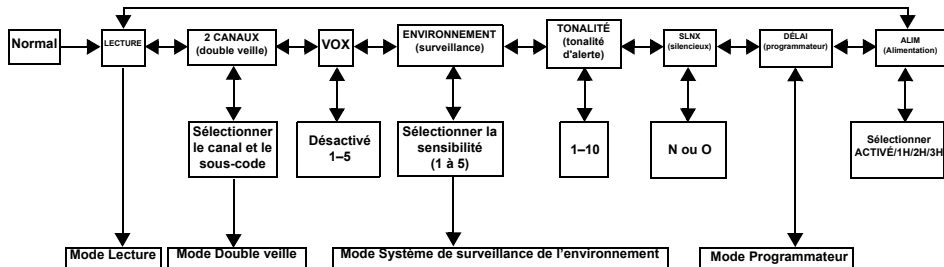 Normal
LECTURE
2 CANAUX
(double veille)
VOX
ENVIRONNEMENT
(surveillance)
TONALITÉ
(tonalité
d'alerte)
SLNX
(silencieux)
DÉLAI
(programmateur)
ALIM
(Alimentation)
Sélectionner
le canal et le
sous-code
Désactivé
1–5
Sélectionner la
sensibilité
(1 à 5)
1–10
N ou O
Sélectionner
ACTIVÉ/1H/2H/3H
Mode Lecture
Mode Double veille
Mode Système de surveillance de l’environnement
Mode Programmateur